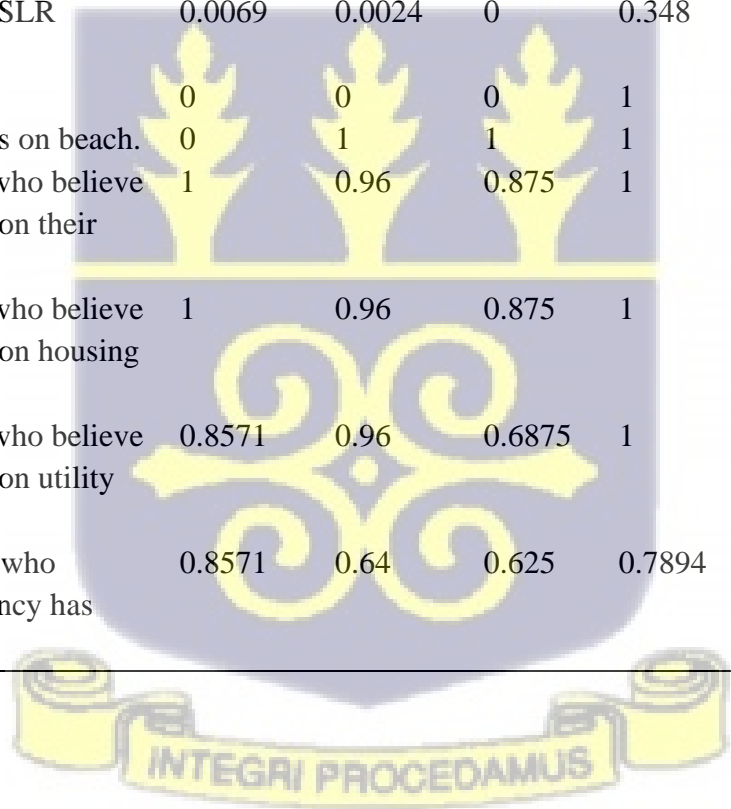 SLR 0.0069 0.0024 0 0.348
0 0 0 1
s on beach. 0 1 1 1
who believe 1 0.96 0.875 1
on their
who believe 1 0.96 0.875 1
on housing
who believe 0.8571 0.96 0.6875 1
on utility
who 0.8571 0.64 0.625 0.7894
ncy has
INTEGRI PROCEDAMUS